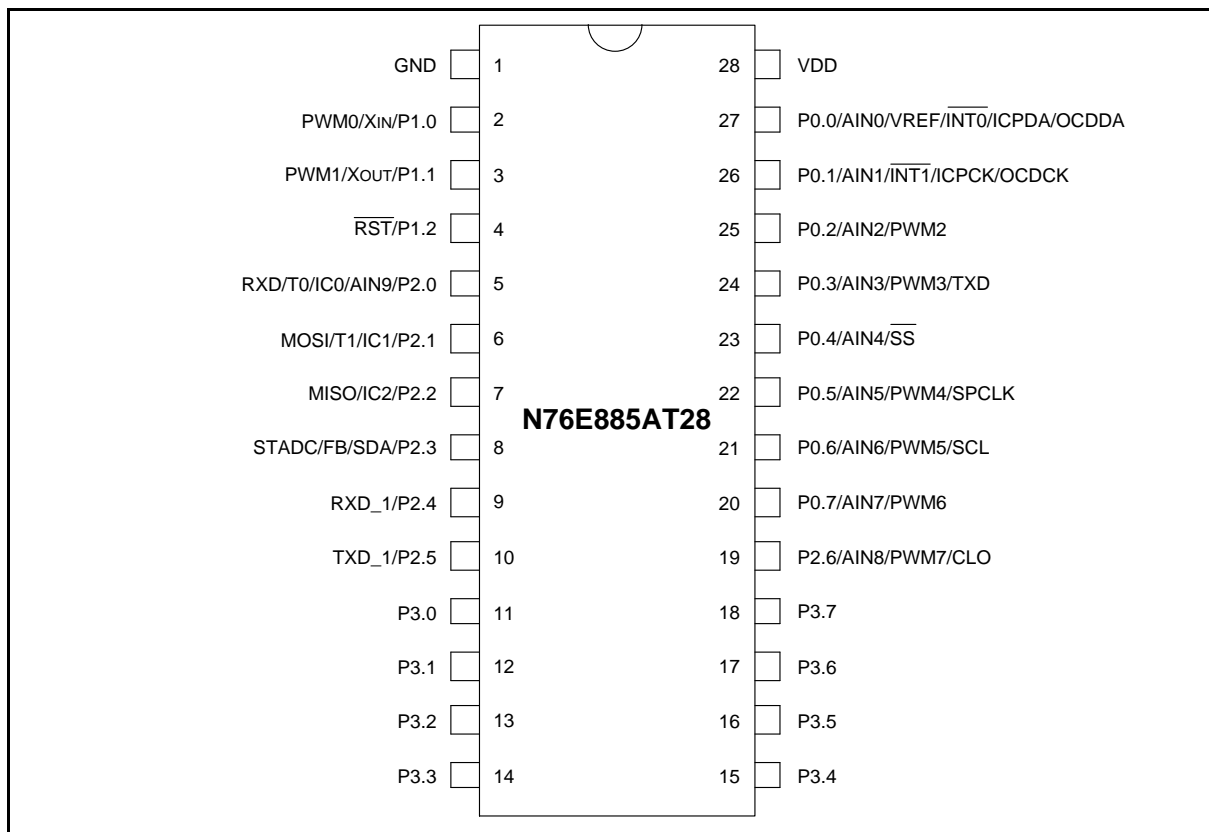 GND 1 28 VDD
PWM0/XIN/P1.0 2 27 P0.0/AIN0/VREF/I̅N̅T̅0̅/ICPDA/OCDDA
PWM1/XOUT/P1.1 3 26 P0.1/AIN1/I̅N̅T̅1̅/ICPCK/OCDCK
R̅S̅T̅/P1.2 4 25 P0.2/AIN2/PWM2
RXD/T0/IC0/AIN9/P2.0 5 24 P0.3/AIN3/PWM3/TXD
MOSI/T1/IC1/P2.1 6 23 P0.4/AIN4/S̅S̅
MISO/IC2/P2.2 7 22 P0.5/AIN5/PWM4/SPCLK
N76E885AT28
STADC/FB/SDA/P2.3 8 21 P0.6/AIN6/PWM5/SCL
RXD_1/P2.4 9 20 P0.7/AIN7/PWM6
TXD_1/P2.5 10 19 P2.6/AIN8/PWM7/CLO
P3.0 11 18 P3.7
P3.1 12 17 P3.6
P3.2 13 16 P3.5
P3.3 14 15 P3.4